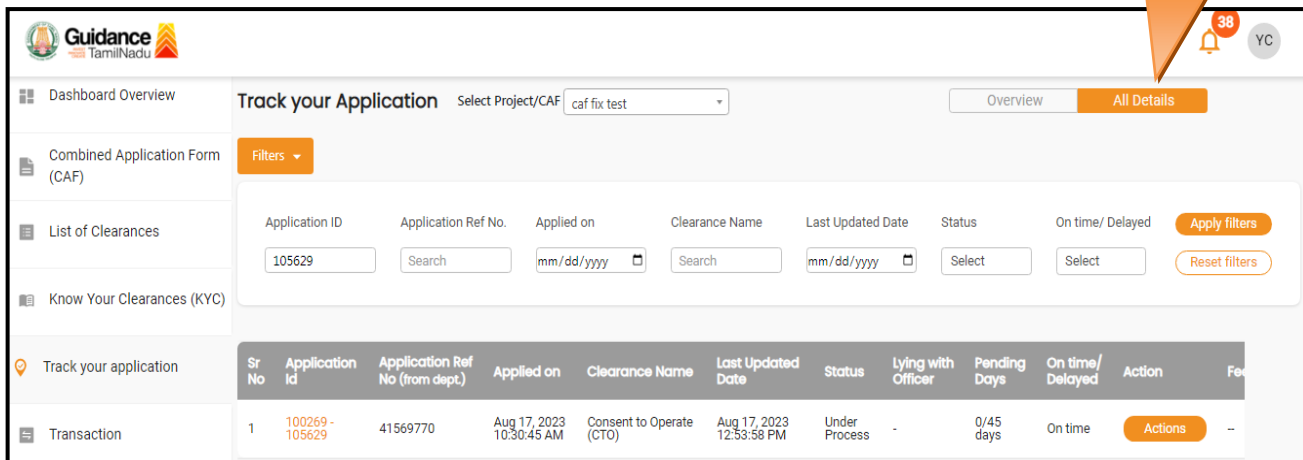 Guidance
TamilNadu
38
YC
Dashboard Overview
Track your Application
Select Project/CAF
caf fix test
Overview
All Details
Combined Application Form
(CAF)
Filters
List of Clearances
Application ID
Application Ref No.
Applied on
Clearance Name
Last Updated Date
Status
On time/ Delayed
Apply filters
105629
Search
mm/dd/yyyy
Search
mm/dd/yyyy
Select
Select
Reset filters
Know Your Clearances (KYC)
Track your application
Sr
No
Application
Id
Application Ref
No (from dept.)
Applied on
Clearance Name
Last Updated
Date
Status
Lying with
Officer
Pending
Days
On time/
Delayed
Action
Transaction
1
100269 -
105629
41569770
Aug 17, 2023
10:30:45 AM
Consent to Operate
(CTO)
Aug 17, 2023
12:53:58 PM
Under
Process
-
0/45
days
On time
Actions
--